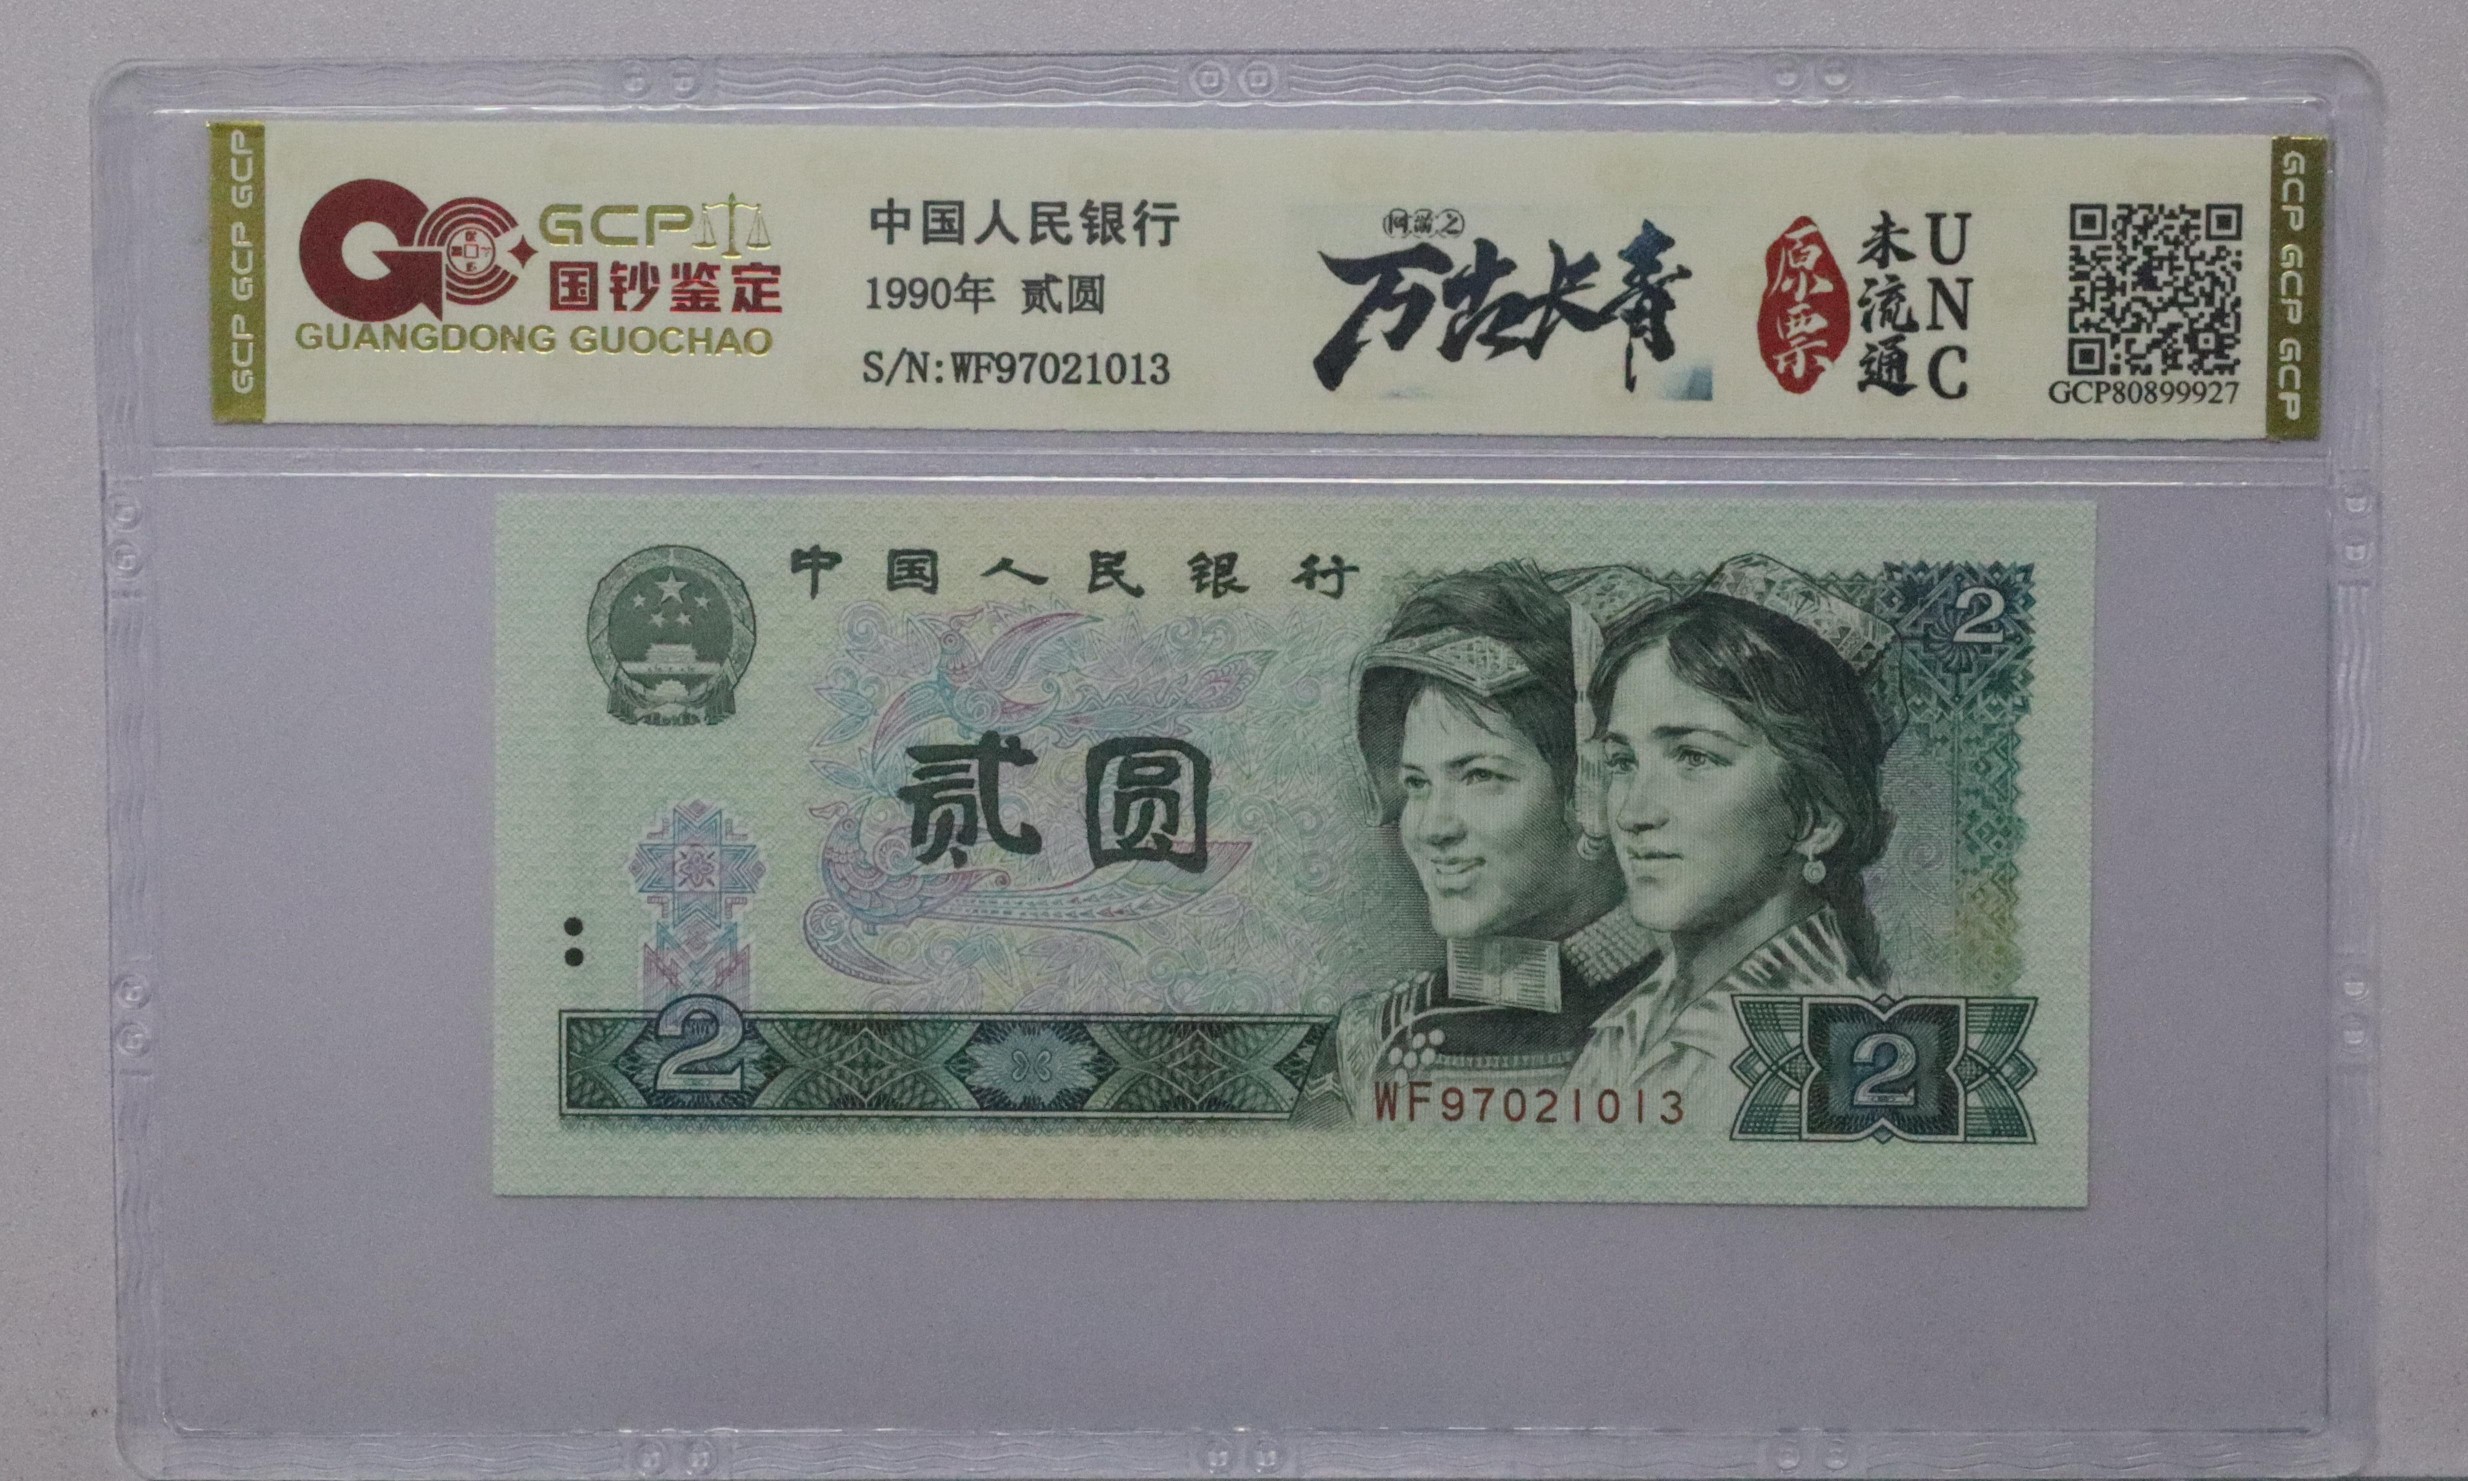 GCP GCP GCP
GCP
国钞鉴定
GUANGDONG GUOCHAO
中国人民银行
1990年 贰圆
S/N:WF97021013
万古长青
原票
未流通
UNC
GCP80899927
GCP GCP GCP
中国人民银行
2
贰圆
2
WF97021013
2